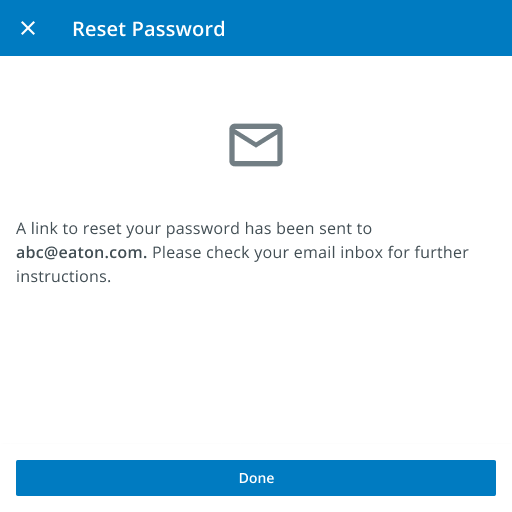 Reset Password
A link to reset your password has been sent to
abc@eaton.com. Please check your email inbox for further
instructions.
Done